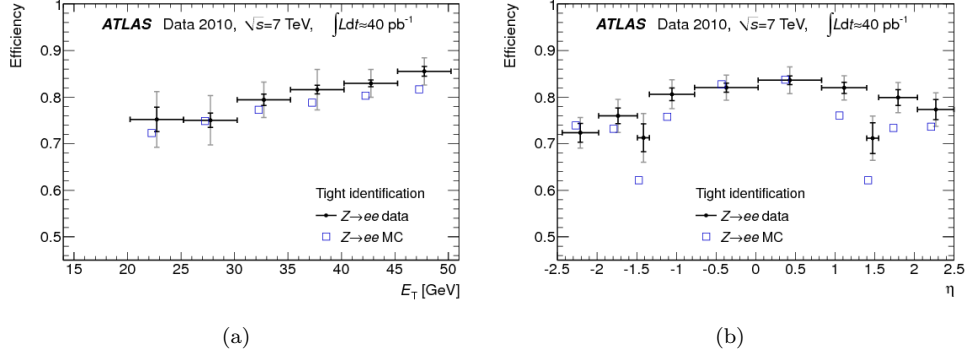 ATLAS Data 2010, √s=7 TeV, ∫Ldt≈40 pb⁻¹
Efficiency
1
0.9
0.8
0.7
0.6
0.5
Tight identification
Z→ee data
Z→ee MC
15 20 25 30 35 40 45 50
E_T [GeV]
(a)
ATLAS Data 2010, √s=7 TeV, ∫Ldt≈40 pb⁻¹
Efficiency
1
0.9
0.8
0.7
0.6
0.5
Tight identification
Z→ee data
Z→ee MC
-2.5 -2 -1.5 -1 -0.5 0 0.5 1 1.5 2 2.5
η
(b)